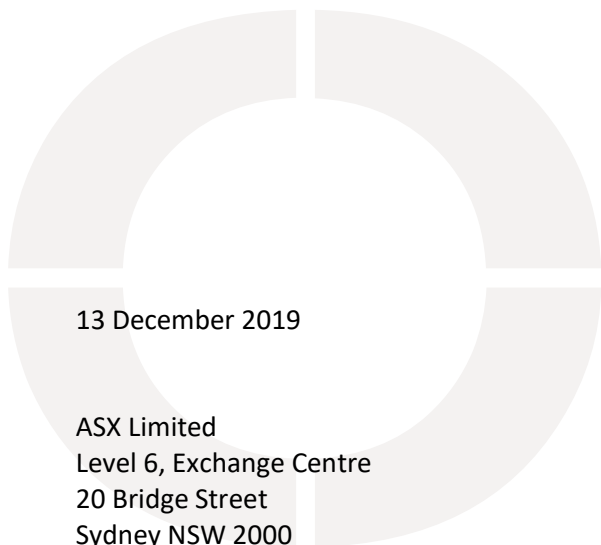 13 December 2019
ASX Limited
Level 6, Exchange Centre
20 Bridge Street
Sydney NSW 2000